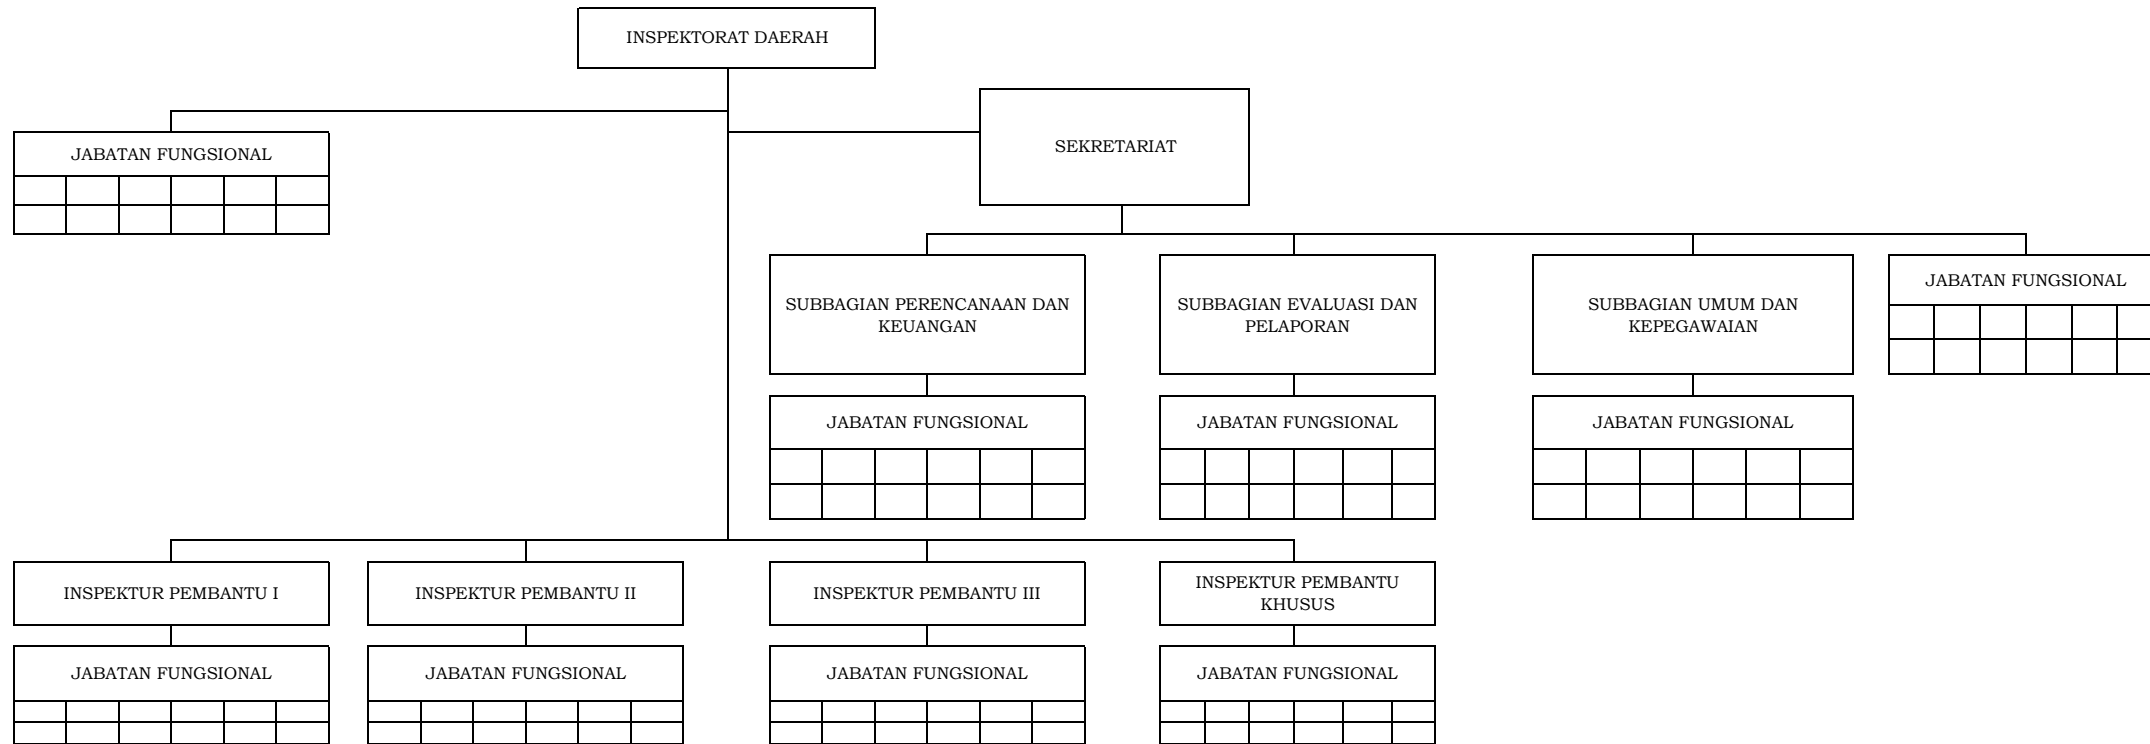 INSPEKTORAT DAERAH
SEKRETARIAT
JABATAN FUNGSIONAL
SUBBAGIAN PERENCANAAN DAN
KEUANGAN
SUBBAGIAN EVALUASI DAN
PELAPORAN
SUBBAGIAN UMUM DAN
KEPEGAWAIAN
JABATAN FUNGSIONAL
JABATAN FUNGSIONAL
JABATAN FUNGSIONAL
JABATAN FUNGSIONAL
INSPEKTUR PEMBANTU I
INSPEKTUR PEMBANTU II
INSPEKTUR PEMBANTU III
INSPEKTUR PEMBANTU
KHUSUS
JABATAN FUNGSIONAL
JABATAN FUNGSIONAL
JABATAN FUNGSIONAL
JABATAN FUNGSIONAL